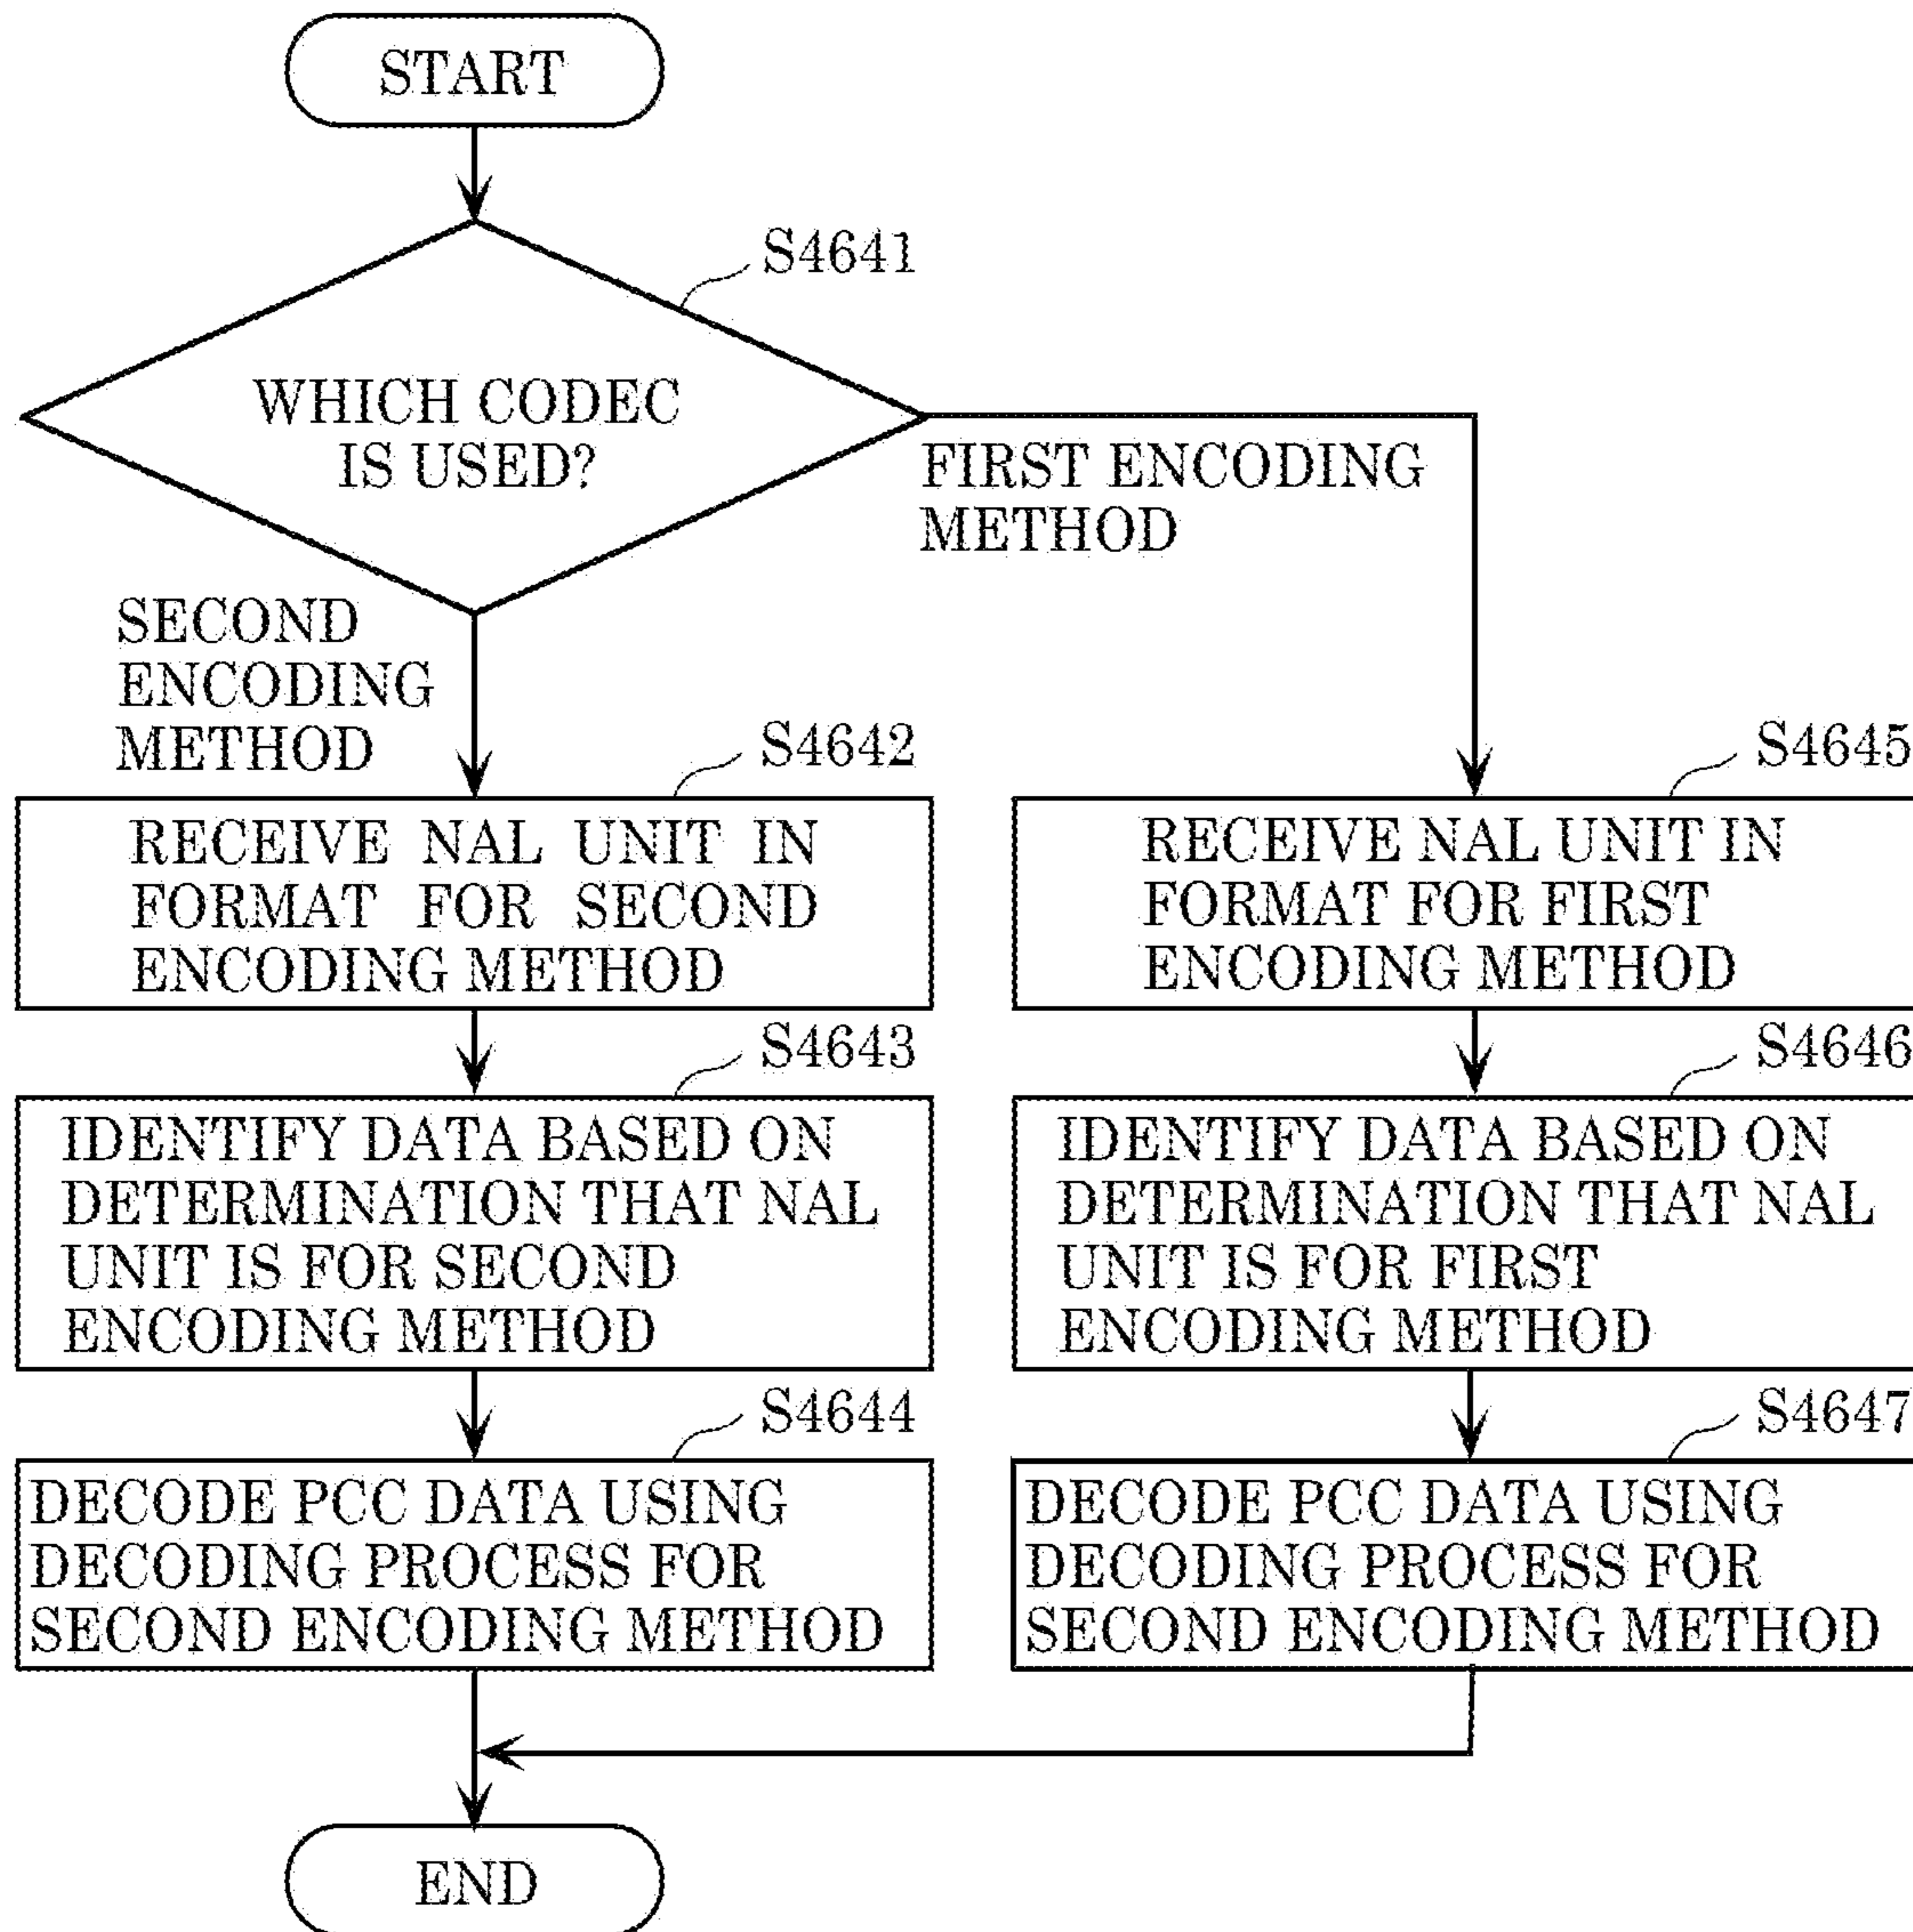 START
S4641
WHICH CODEC
IS USED?
FIRST ENCODING
METHOD
SECOND
ENCODING
METHOD
S4642
RECEIVE NAL UNIT IN
FORMAT FOR SECOND
ENCODING METHOD
S4643
IDENTIFY DATA BASED ON
DETERMINATION THAT NAL
UNIT IS FOR SECOND
ENCODING METHOD
S4644
DECODE PCC DATA USING
DECODING PROCESS FOR
SECOND ENCODING METHOD
S4645
RECEIVE NAL UNIT IN
FORMAT FOR FIRST
ENCODING METHOD
S4646
IDENTIFY DATA BASED ON
DETERMINATION THAT NAL
UNIT IS FOR FIRST
ENCODING METHOD
S4647
DECODE PCC DATA USING
DECODING PROCESS FOR
SECOND ENCODING METHOD
END